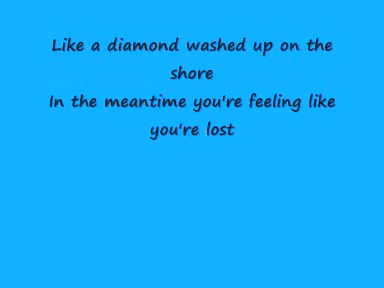 Like a diamond washed up on the
shore
In the meantime you're feeling like
you're lost